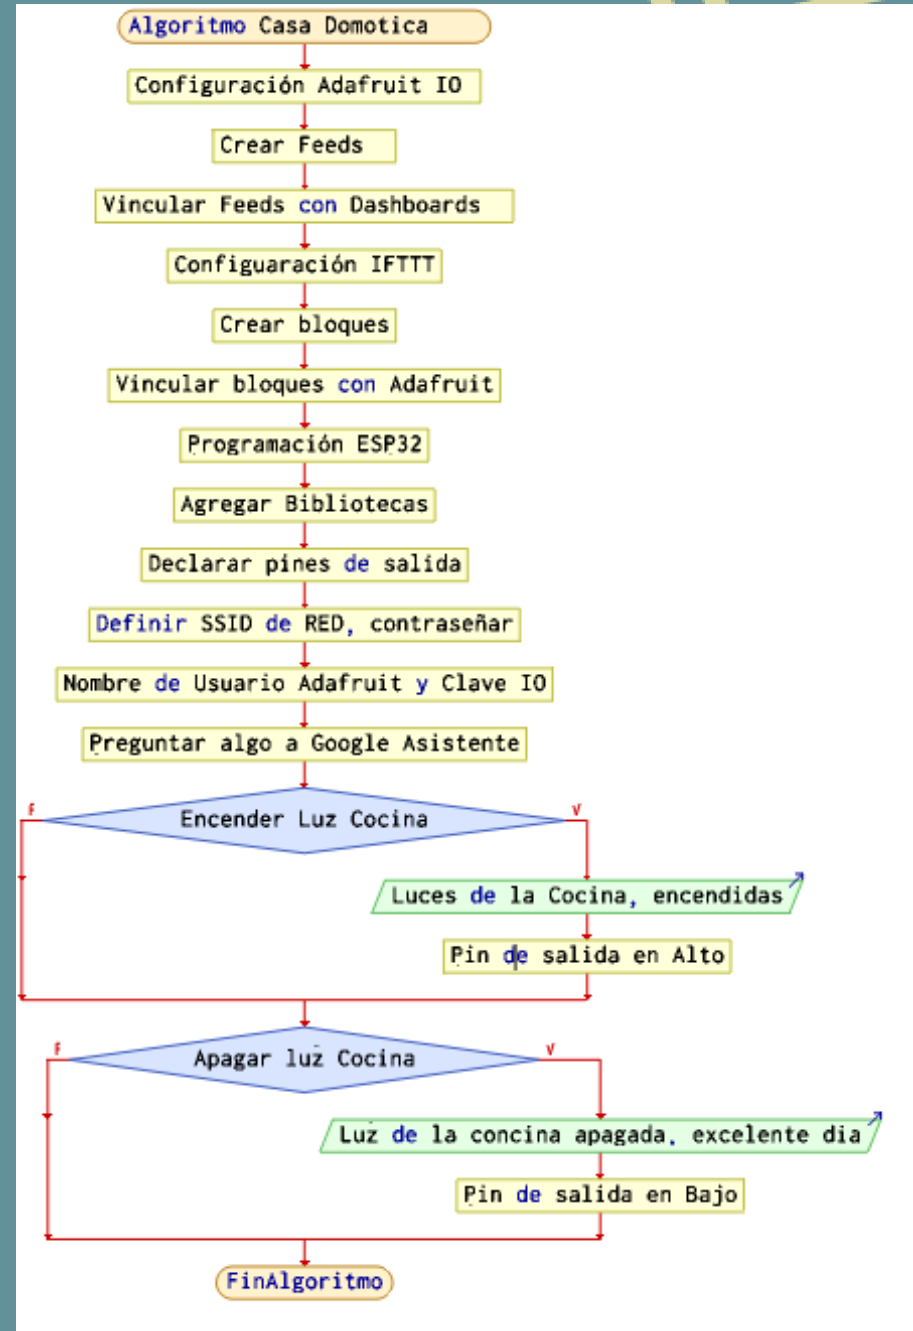 Algoritmo Casa Domotica
Configuración Adafruit IO
Crear Feeds
Vincular Feeds con Dashboards
Configuaración IFTTT
Crear bloques
Vincular bloques con Adafruit
Programación ESP32
Agregar Bibliotecas
Declarar pines de salida
Definir SSID de RED, contraseñar
Nombre de Usuario Adafruit y Clave IO
Preguntar algo a Google Asistente
F
V
Encender Luz Cocina
Luces de la Cocina, encendidas
Pin de salida en Alto
F
V
Apagar luz Cocina
Luz de la concina apagada, excelente dia
Pin de salida en Bajo
FinAlgoritmo